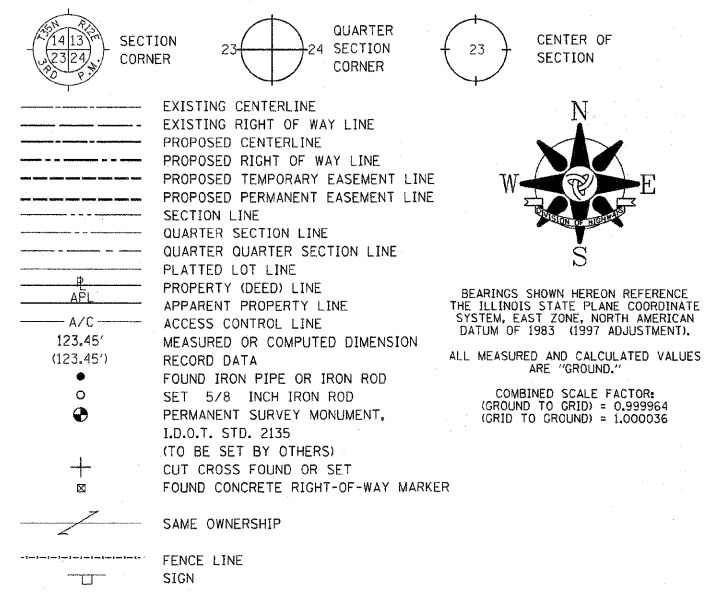 T35N R12E
14 13
23 24
3RD P.M.
SECTION
CORNER
23 24
QUARTER
SECTION
CORNER
23
CENTER OF
SECTION
EXISTING CENTERLINE
EXISTING RIGHT OF WAY LINE
PROPOSED CENTERLINE
PROPOSED RIGHT OF WAY LINE
PROPOSED TEMPORARY EASEMENT LINE
PROPOSED PERMANENT EASEMENT LINE
SECTION LINE
QUARTER SECTION LINE
QUARTER QUARTER SECTION LINE
PLATTED LOT LINE
PL PROPERTY (DEED) LINE
APL APPARENT PROPERTY LINE
A/C ACCESS CONTROL LINE
123.45' MEASURED OR COMPUTED DIMENSION
(123.45') RECORD DATA
FOUND IRON PIPE OR IRON ROD
SET 5/8 INCH IRON ROD
PERMANENT SURVEY MONUMENT,
I.D.O.T. STD. 2135
(TO BE SET BY OTHERS)
CUT CROSS FOUND OR SET
FOUND CONCRETE RIGHT-OF-WAY MARKER
SAME OWNERSHIP
FENCE LINE
SIGN
N
W E
DIVISION OF HIGHWAYS
S
BEARINGS SHOWN HEREON REFERENCE
THE ILLINOIS STATE PLANE COORDINATE
SYSTEM, EAST ZONE, NORTH AMERICAN
DATUM OF 1983 (1997 ADJUSTMENT).
ALL MEASURED AND CALCULATED VALUES
ARE "GROUND."
COMBINED SCALE FACTOR:
(GROUND TO GRID) = 0.999964
(GRID TO GROUND) = 1.000036